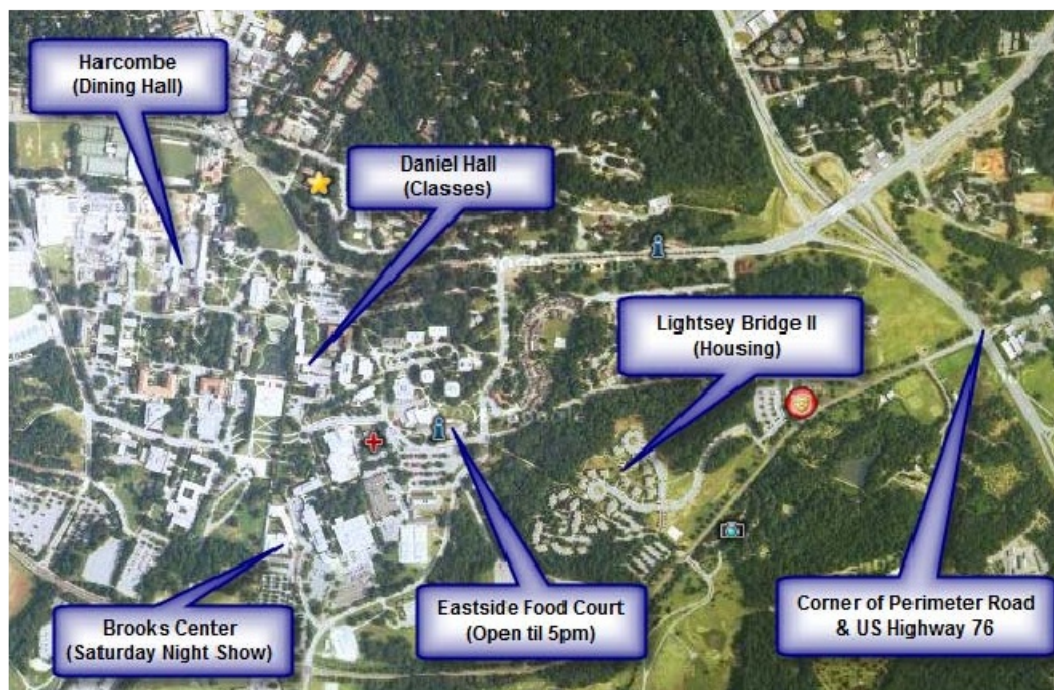 Harcombe
(Dining Hall)
Daniel Hall
(Classes)
Lightsey Bridge II
(Housing)
Eastside Food Court
(Open til 5pm)
Corner of Perimeter Road
& US Highway 76
Brooks Center
(Saturday Night Show)